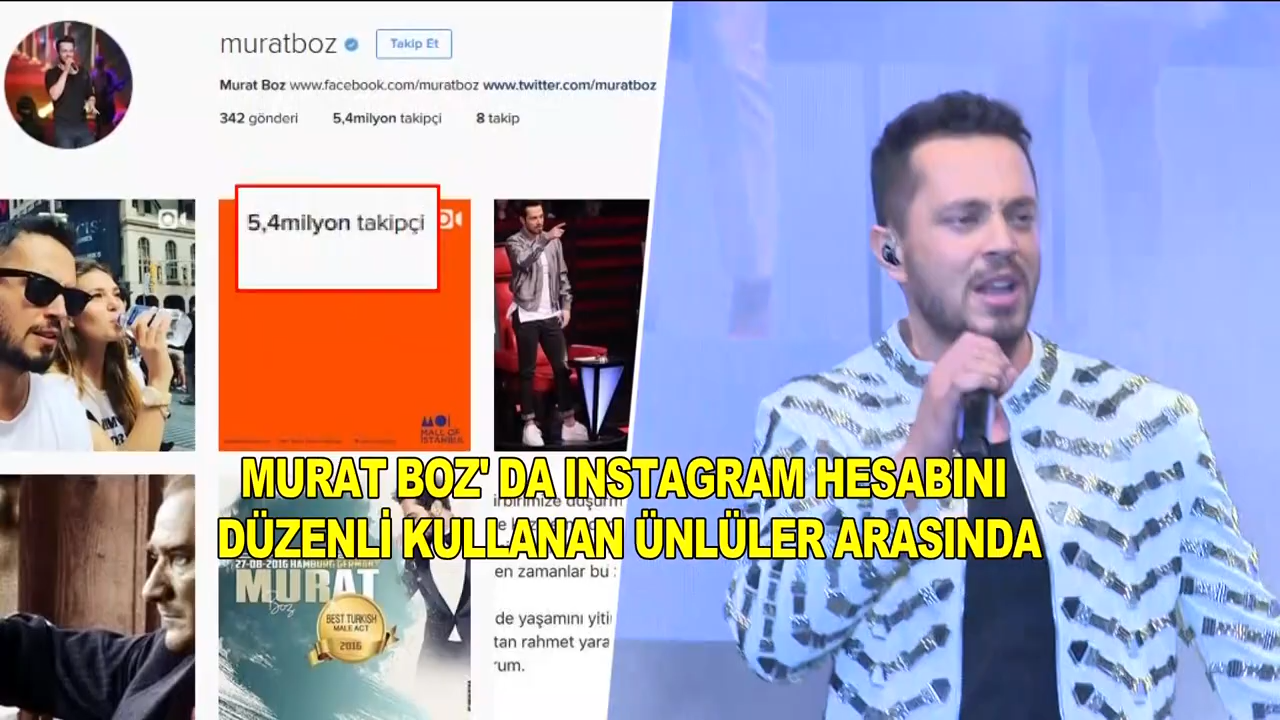 muratboz Takip Et
Murat Boz www.facebook.com/muratboz www.twitter.com/muratboz
342 gönderi 5,4milyon takipçi 8 takip
5,4milyon takipçi
MALL OF
İSTANBUL
MURAT BOZ' DA INSTAGRAM HESABINI
DÜZENLİ KULLANAN ÜNLÜLER ARASINDA
27-08-2016 HAMBURG GERMANY
MURAT
Boz
BEST TURKISH
MALE ACT
2016
en zamanlar bu
de yaşamını yiti
tan rahmet yara
rum.